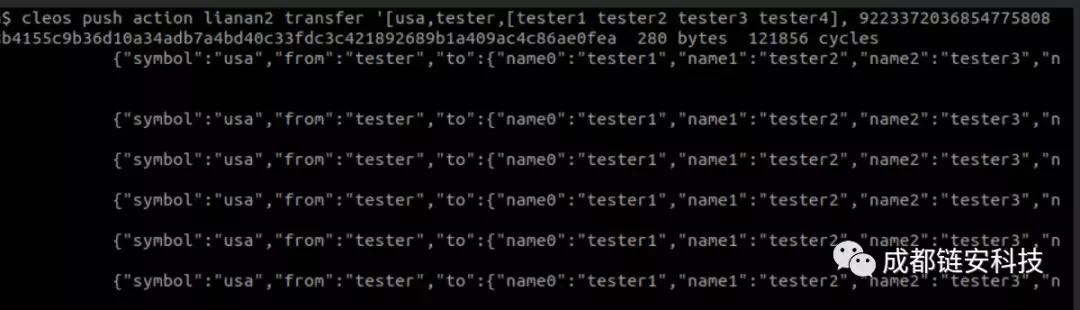 $ cleos push action lianan2 transfer '[usa,tester,[tester1 tester2 tester3 tester4], 9223372036854775808
b4155c9b36d10a34adb7a4bd40c33fdc3c421892689b1a409ac4c86ae0fea  280 bytes  121856 cycles
{"symbol":"usa","from":"tester","to":{"name0":"tester1","name1":"tester2","name2":"tester3","n
{"symbol":"usa","from":"tester","to":{"name0":"tester1","name1":"tester2","name2":"tester3","n
{"symbol":"usa","from":"tester","to":{"name0":"tester1","name1":"tester2","name2":"tester3","n
{"symbol":"usa","from":"tester","to":{"name0":"tester1","name1":"tester2","name2":"tester3","n
{"symbol":"usa","from":"tester","to":{"name0":"tester1","name1":"tester2","name2":"tester3","n
{"symbol":"usa","from":"tester","to":{"name0":"tester1","name1":"tester2","name2":"tester3","n
成都链安科技